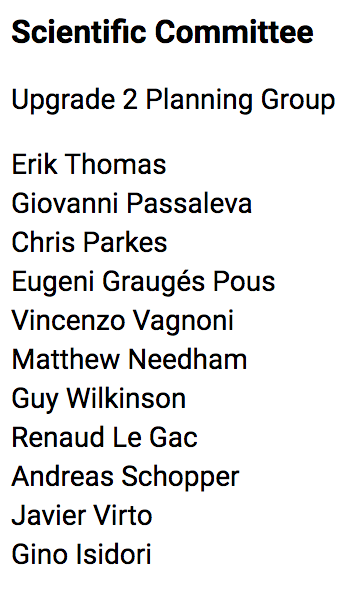 Scientific Committee
Upgrade 2 Planning Group
Erik Thomas
Giovanni Passaleva
Chris Parkes
Eugeni Graugés Pous
Vincenzo Vagnoni
Matthew Needham
Guy Wilkinson
Renaud Le Gac
Andreas Schopper
Javier Virto
Gino Isidori